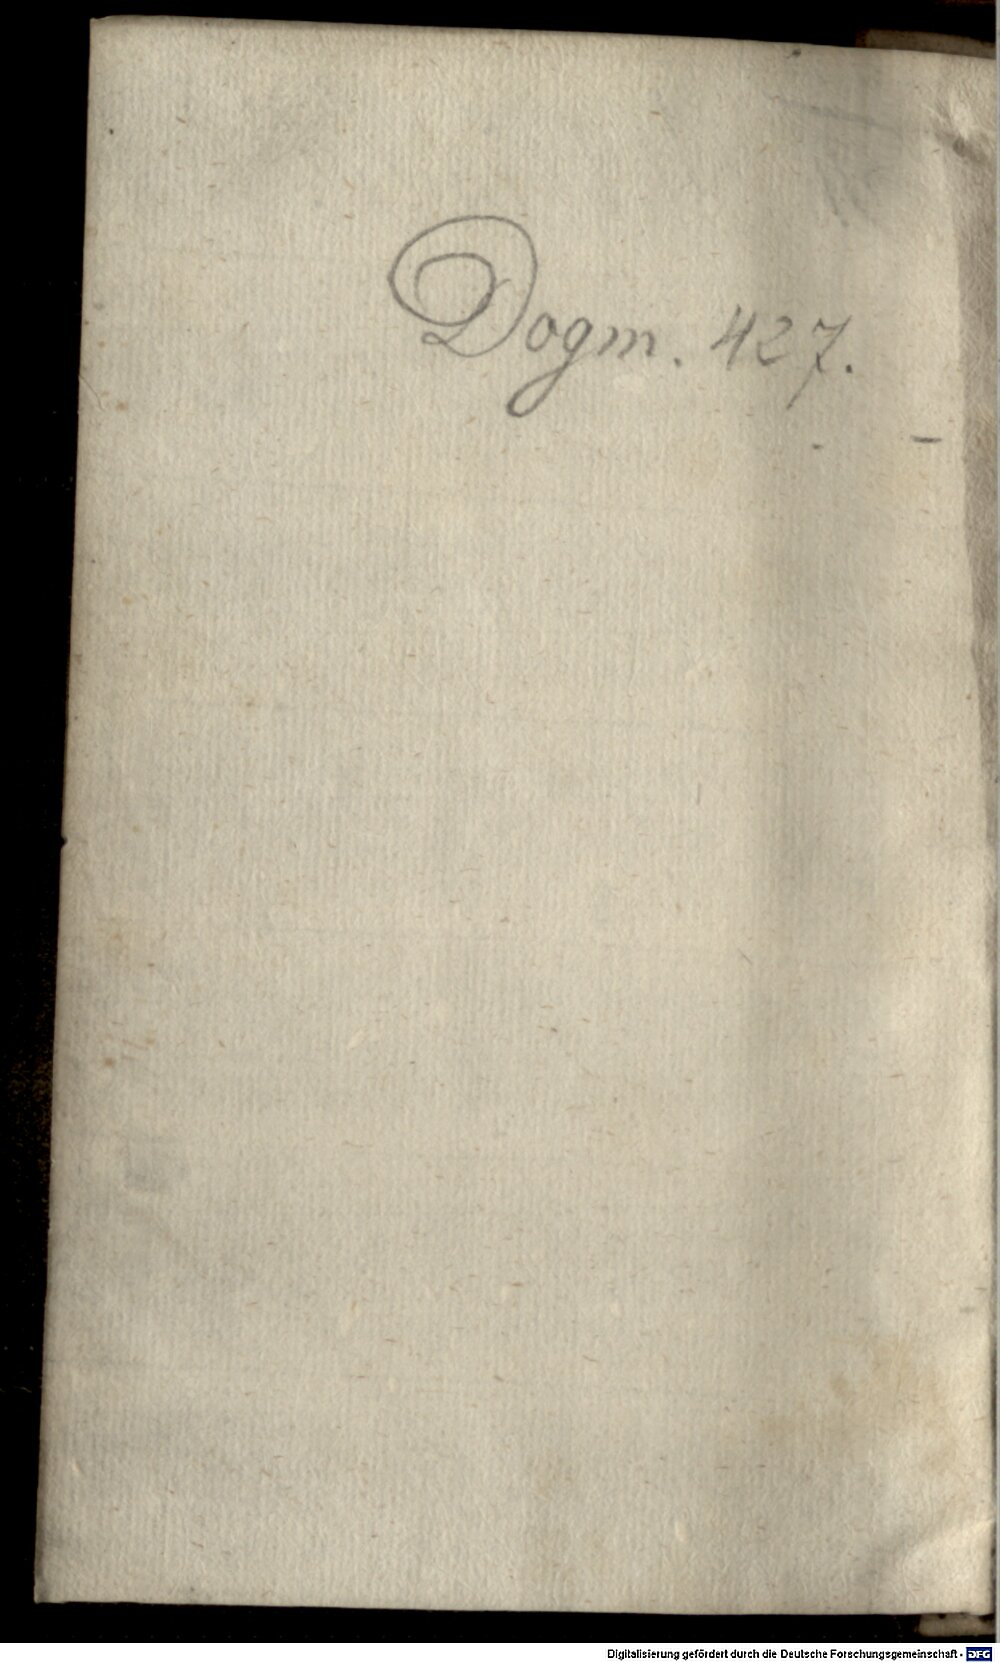 Dogm. 427.
Digitalisierung gefördert durch die Deutsche Forschungsgemeinschaft - DFG